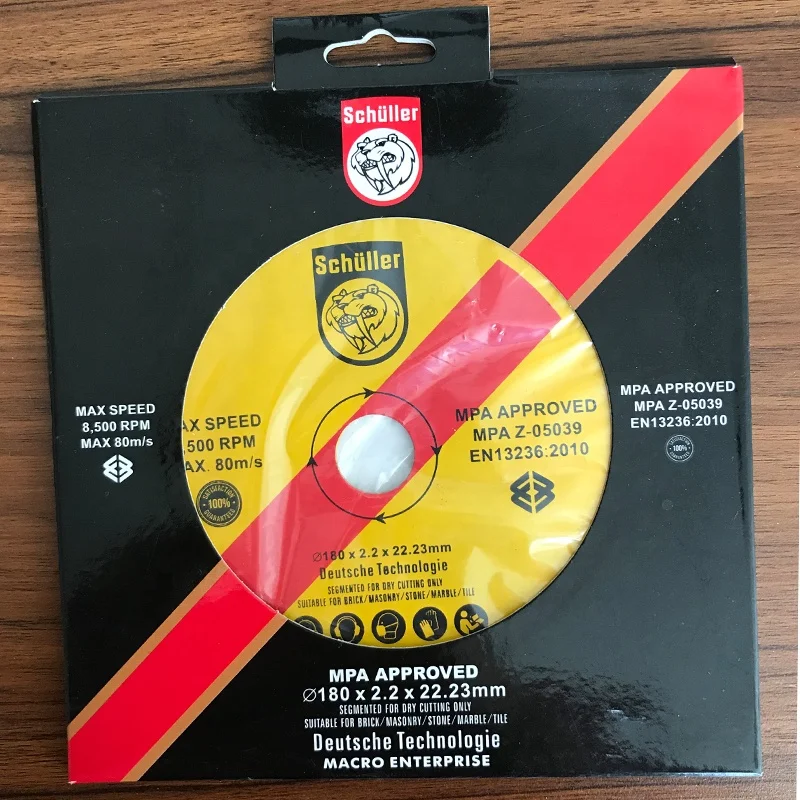 Schüller
Schüller
MAX SPEED
8,500 RPM
MAX 80m/s
AX SPEED
,500 RPM
AX. 80m/s
SATISFACTION
100%
GUARANTEED
MPA APPROVED
MPA Z-05039
EN13236:2010
MPA APPROVED
MPA Z-05039
EN13236:2010
100%
Ø180 x 2.2 x 22.23mm
Deutsche Technologie
SEGMENTED FOR DRY CUTTING ONLY
SUITABLE FOR BRICK/MASONRY/STONE/MARBLE/TILE
MPA APPROVED
Ø180 x 2.2 x 22.23mm
SEGMENTED FOR DRY CUTTING ONLY
SUITABLE FOR BRICK/MASONRY/STONE/MARBLE/TILE
Deutsche Technologie
MACRO ENTERPRISE